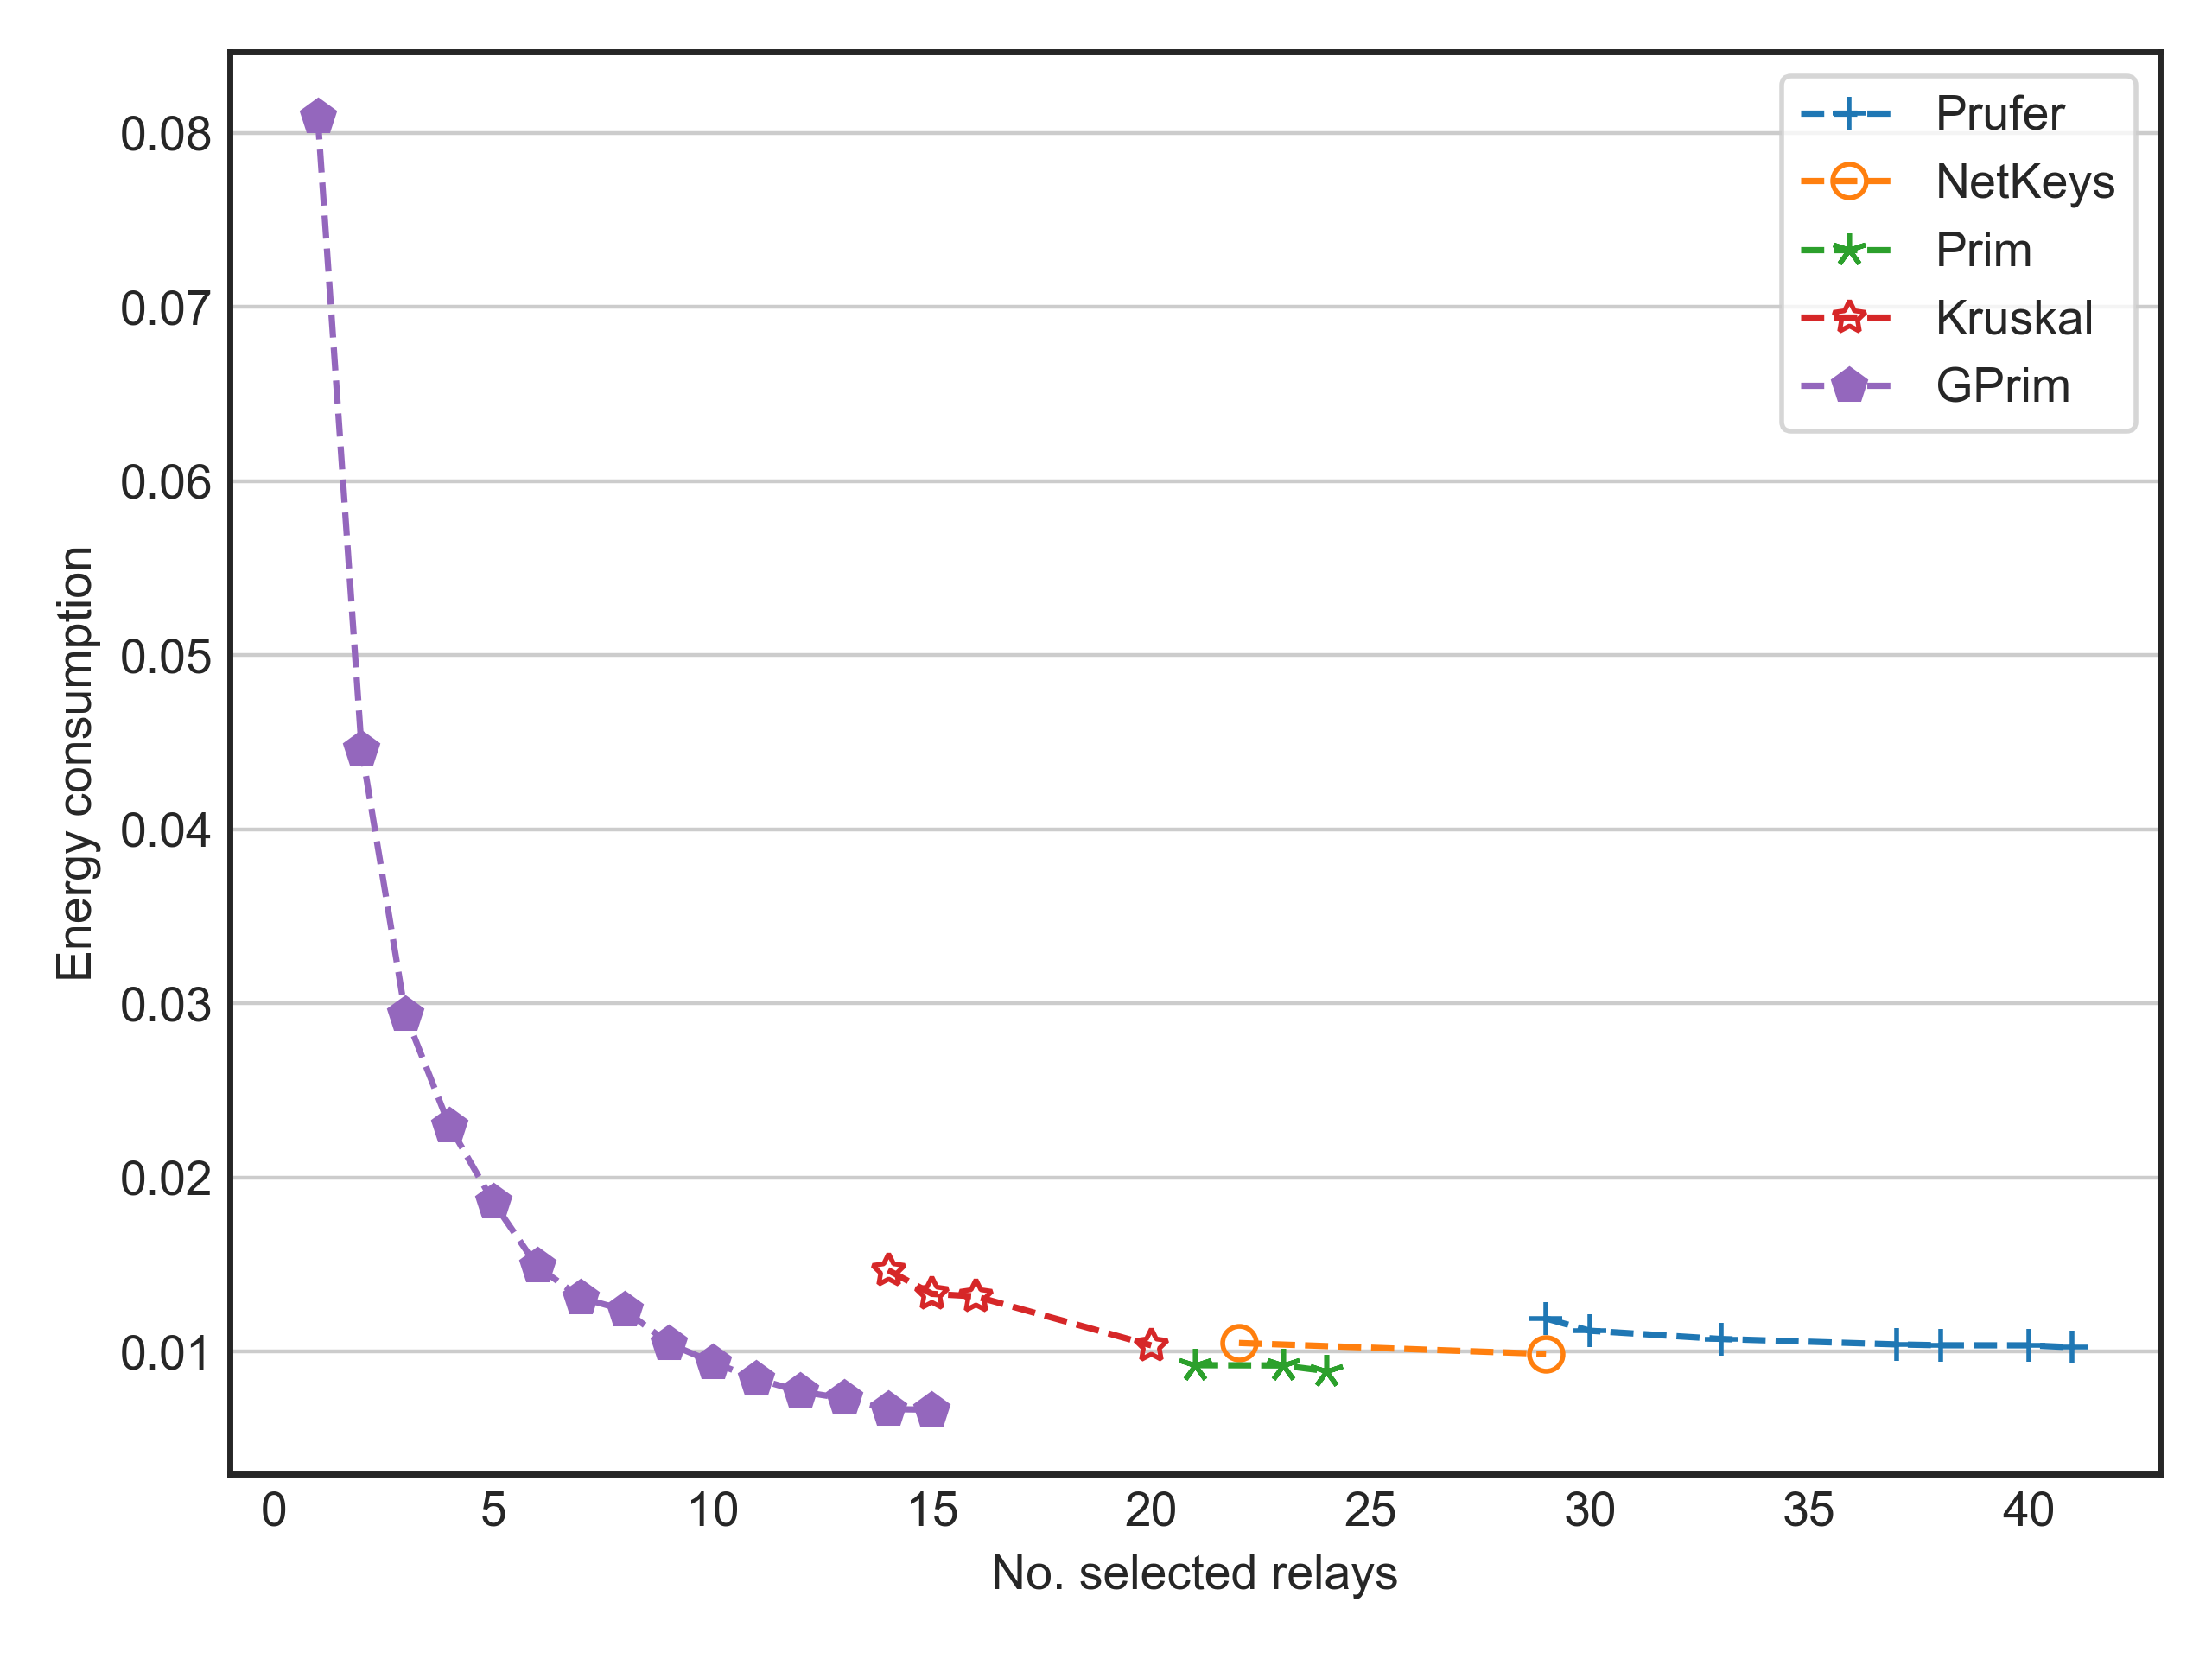 Prufer
NetKeys
Prim
Kruskal
GPrim
0.08
0.07
0.06
0.05
0.04
0.03
0.02
0.01
Energy consumption
0 5 10 15 20 25 30 35 40
No. selected relays